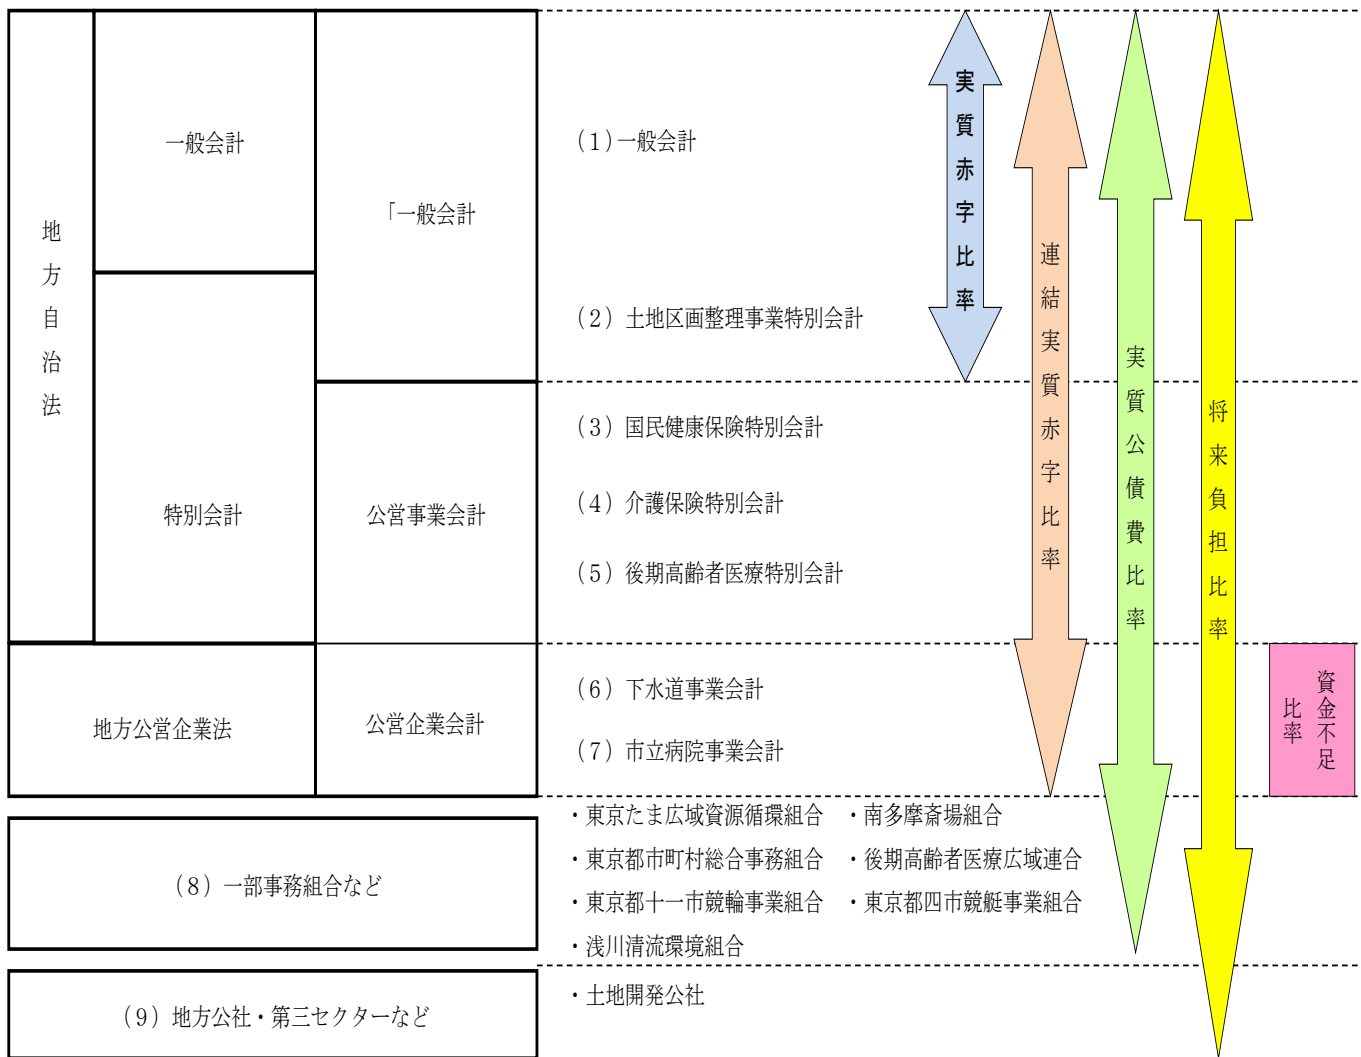 地方自治法
一般会計
特別会計
「一般会計
公営事業会計
地方公営企業法
公営企業会計
(8) 一部事務組合など
(9) 地方公社・第三セクターなど
(1)一般会計
(2) 土地区画整理事業特別会計
(3) 国民健康保険特別会計
(4) 介護保険特別会計
(5) 後期高齢者医療特別会計
(6) 下水道事業会計
(7) 市立病院事業会計
・東京たま広域資源循環組合 ・南多摩斎場組合
・東京都市町村総合事務組合 ・後期高齢者医療広域連合
・東京都十一市競輪事業組合 ・東京都四市競艇事業組合
・浅川清流環境組合
・土地開発公社
実質赤字比率
連結実質赤字比率
実質公債費比率
将来負担比率
資金不足
比率